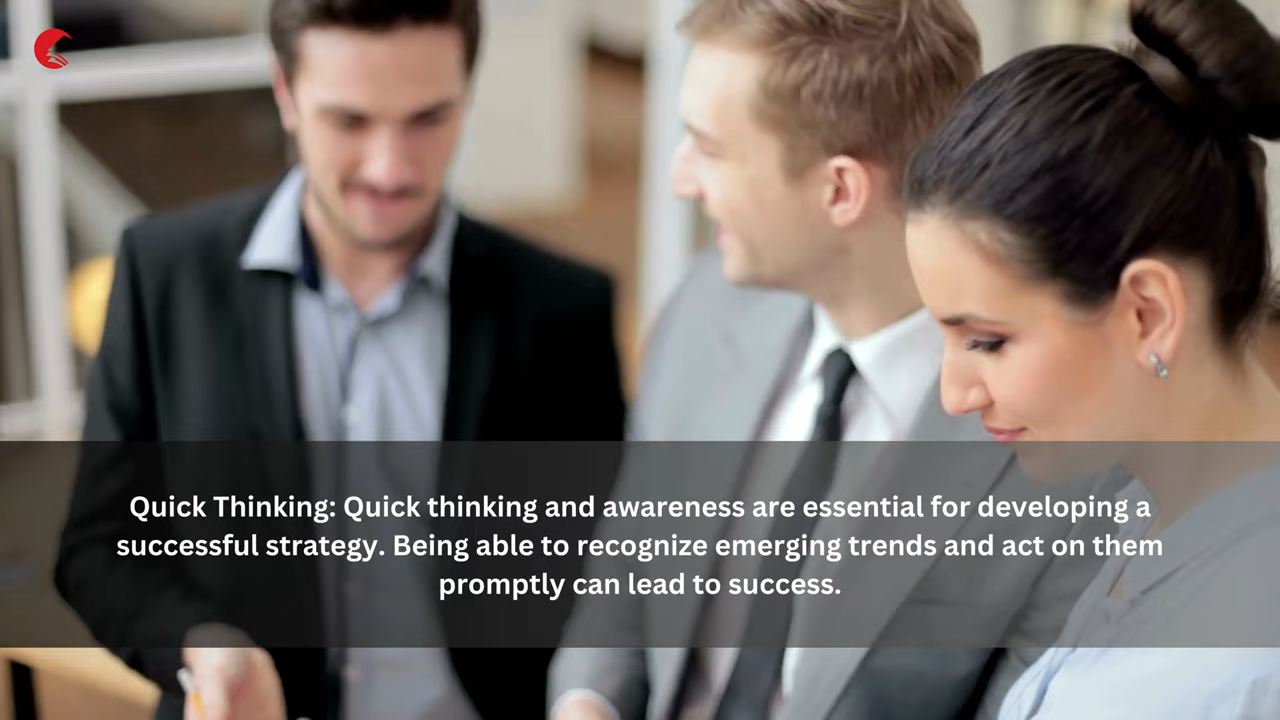 Quick Thinking: Quick thinking and awareness are essential for developing a
successful strategy. Being able to recognize emerging trends and act on them
promptly can lead to success.